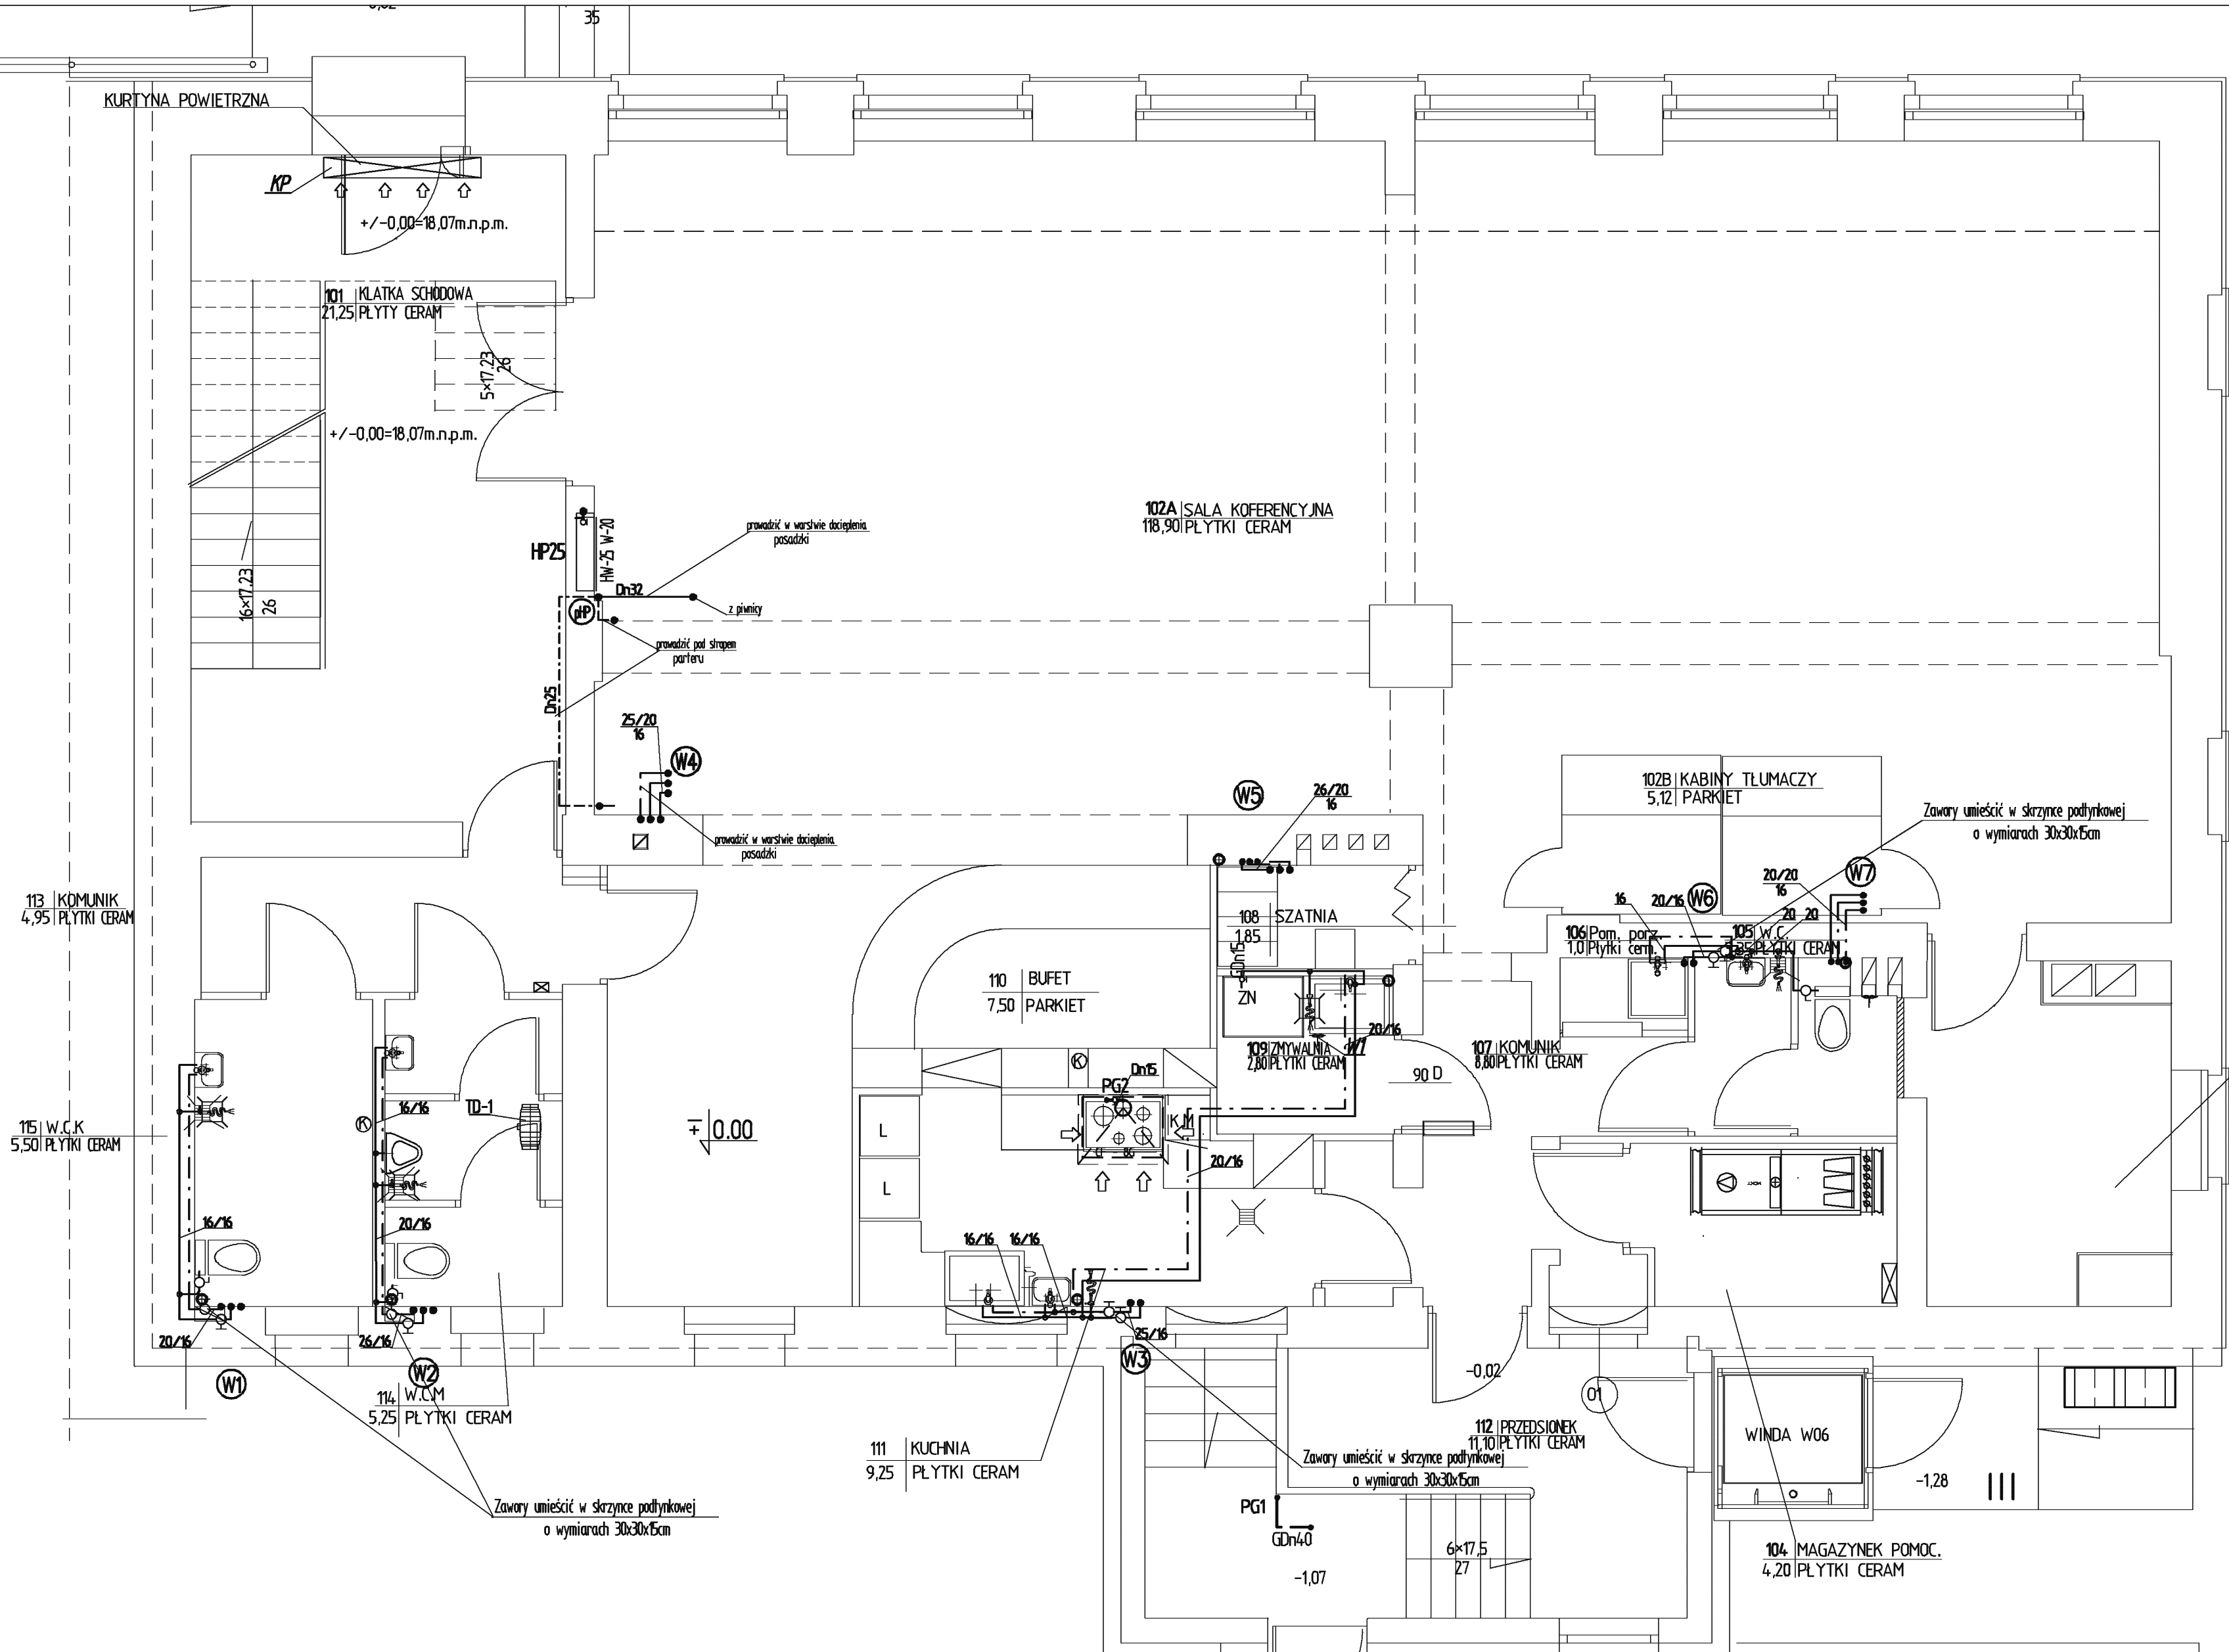 35
KURTYNA POWIETRZNA
KP
+/-0,00=18,07m.n.p.m.
101 KLATKA SCHODOWA
21,25 PŁYTY CERAM
5×17.23
26
+/-0,00=18,07m.n.p.m.
16×17.23
26
HP25
HW-25 W-20
prowadzić w warstwie docieplenia
posadzki
Dn32
z piwnicy
pHP
prowadzić pod stropem
parteru
Dn25
25/20
16
W4
prowadzić w warstwie docieplenia
posadzki
102A SALA KOFERENCYJNA
118,90 PŁYTKI CERAM
W5
26/20
16
102B KABINY TŁUMACZY
5,12 PARKIET
Zawory umieścić w skrzynce podtynkowej
o wymiarach 30x30x15cm
20/20
16
W7
16
20/16
W6
20 20
106 Pom. porz.
1,0 Płytki cerm.
105 W.C.
PŁYTKI CERAM
113 KOMUNIK
4,95 PŁYTKI CERAM
108 SZATNIA
1.85
GDn15
ZN
110 BUFET
7,50 PARKIET
20/16
109 ZMYWALNIA
2,80 PŁYTKI CERAM
W1
107 KOMUNIK
8,80 PŁYTKI CERAM
90 D
K
Dn15
PG2
K M
20/16
L
L
0.00
TD-1
16/16
K
115 W.C.K
5,50 PŁYTKI CERAM
16/16
20/16
16/16 16/16
20/16
W1
26/16
W2
25/16
W3
114 W.C.M
5,25 PŁYTKI CERAM
111 KUCHNIA
9,25 PŁYTKI CERAM
Zawory umieścić w skrzynce podtynkowej
o wymiarach 30x30x15cm
Zawory umieścić w skrzynce podtynkowej
o wymiarach 30x30x15cm
-0,02
01
112 PRZEDSIONEK
11,10 PŁYTKI CERAM
WINDA W06
-1,28
PG1
GDn40
-1,07
6×17,5
27
104 MAGAZYNEK POMOC.
4,20 PŁYTKI CERAM